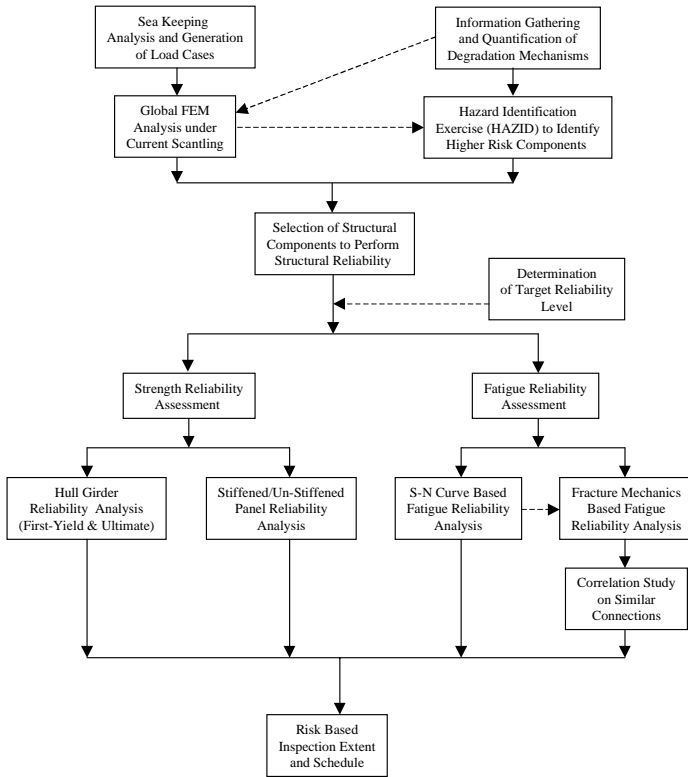 Sea Keeping
Analysis and Generation
of Load Cases
Information Gathering
and Quantification of
Degradation Mechanisms
Global FEM
Analysis under
Current Scantling
Hazard Identification
Exercise (HAZID) to Identify
Higher Risk Components
Selection of Structural
Components to Perform
Structural Reliability
Determination
of Target Reliability
Level
Strength Reliability
Assessment
Fatigue Reliability
Assessment
Hull Girder
Reliability Analysis
(First-Yield & Ultimate)
Stiffened/Un-Stiffened
Panel Reliability
Analysis
S-N Curve Based
Fatigue Reliability
Analysis
Fracture Mechanics
Based Fatigue
Reliability Analysis
Correlation Study
on Similar
Connections
Risk Based
Inspection Extent
and Schedule